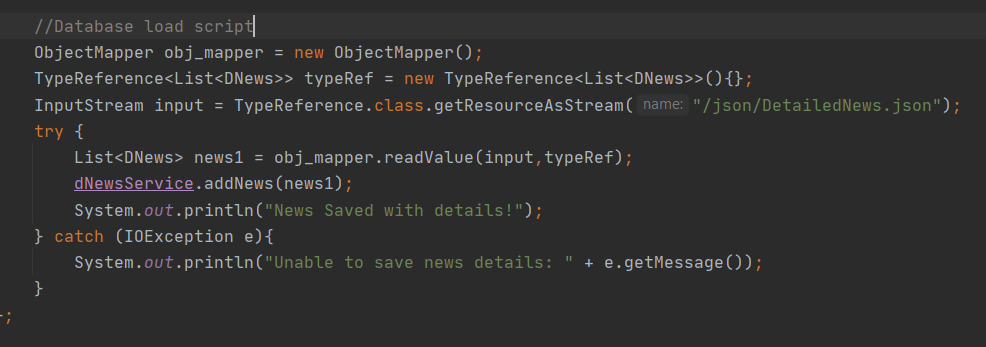 //Database load script
ObjectMapper obj_mapper = new ObjectMapper();
TypeReference<List<DNews>> typeRef = new TypeReference<List<DNews>>(){};
InputStream input = TypeReference.class.getResourceAsStream( name: "/json/DetailedNews.json");
try {
    List<DNews> news1 = obj_mapper.readValue(input,typeRef);
    dNewsService.addNews(news1);
    System.out.println("News Saved with details!");
} catch (IOException e){
    System.out.println("Unable to save news details: " + e.getMessage());
}
};